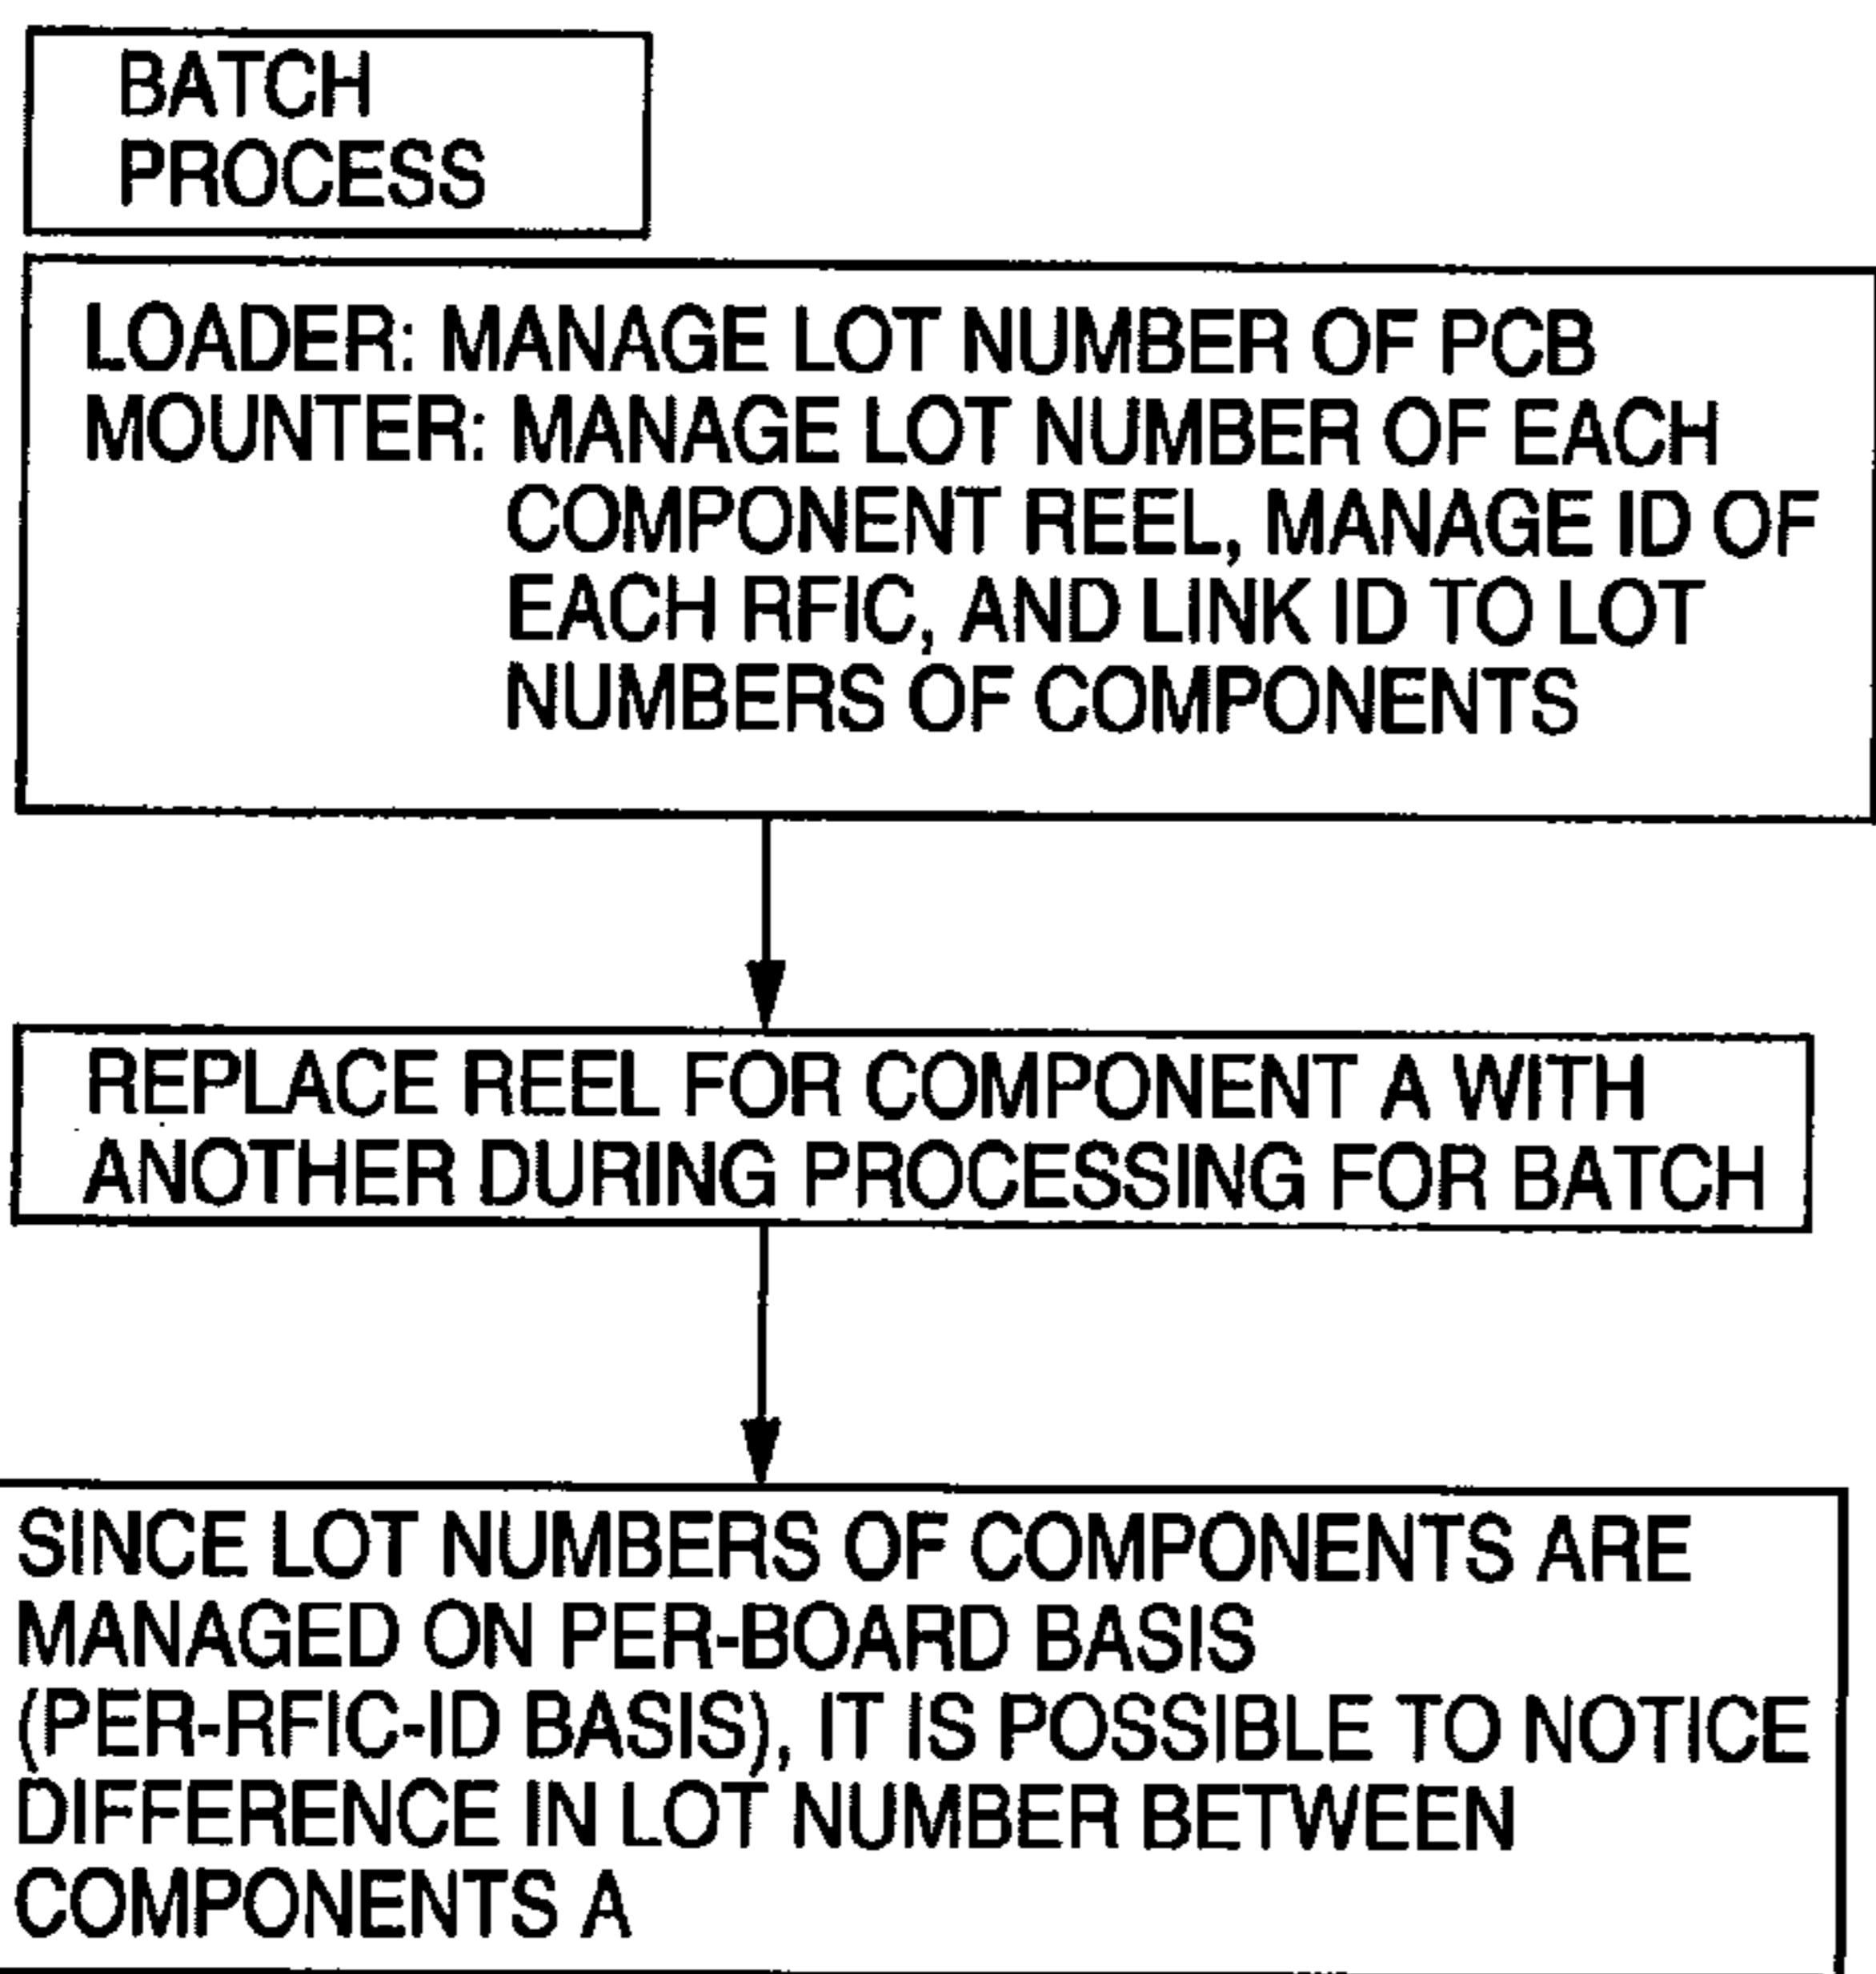 BATCH
PROCESS
LOADER: MANAGE LOT NUMBER OF PCB
MOUNTER: MANAGE LOT NUMBER OF EACH
COMPONENT REEL, MANAGE ID OF
EACH RFIC, AND LINK ID TO LOT
NUMBERS OF COMPONENTS
REPLACE REEL FOR COMPONENT A WITH
ANOTHER DURING PROCESSING FOR BATCH
SINCE LOT NUMBERS OF COMPONENTS ARE
MANAGED ON PER-BOARD BASIS
(PER-RFIC-ID BASIS), IT IS POSSIBLE TO NOTICE
DIFFERENCE IN LOT NUMBER BETWEEN
COMPONENTS A